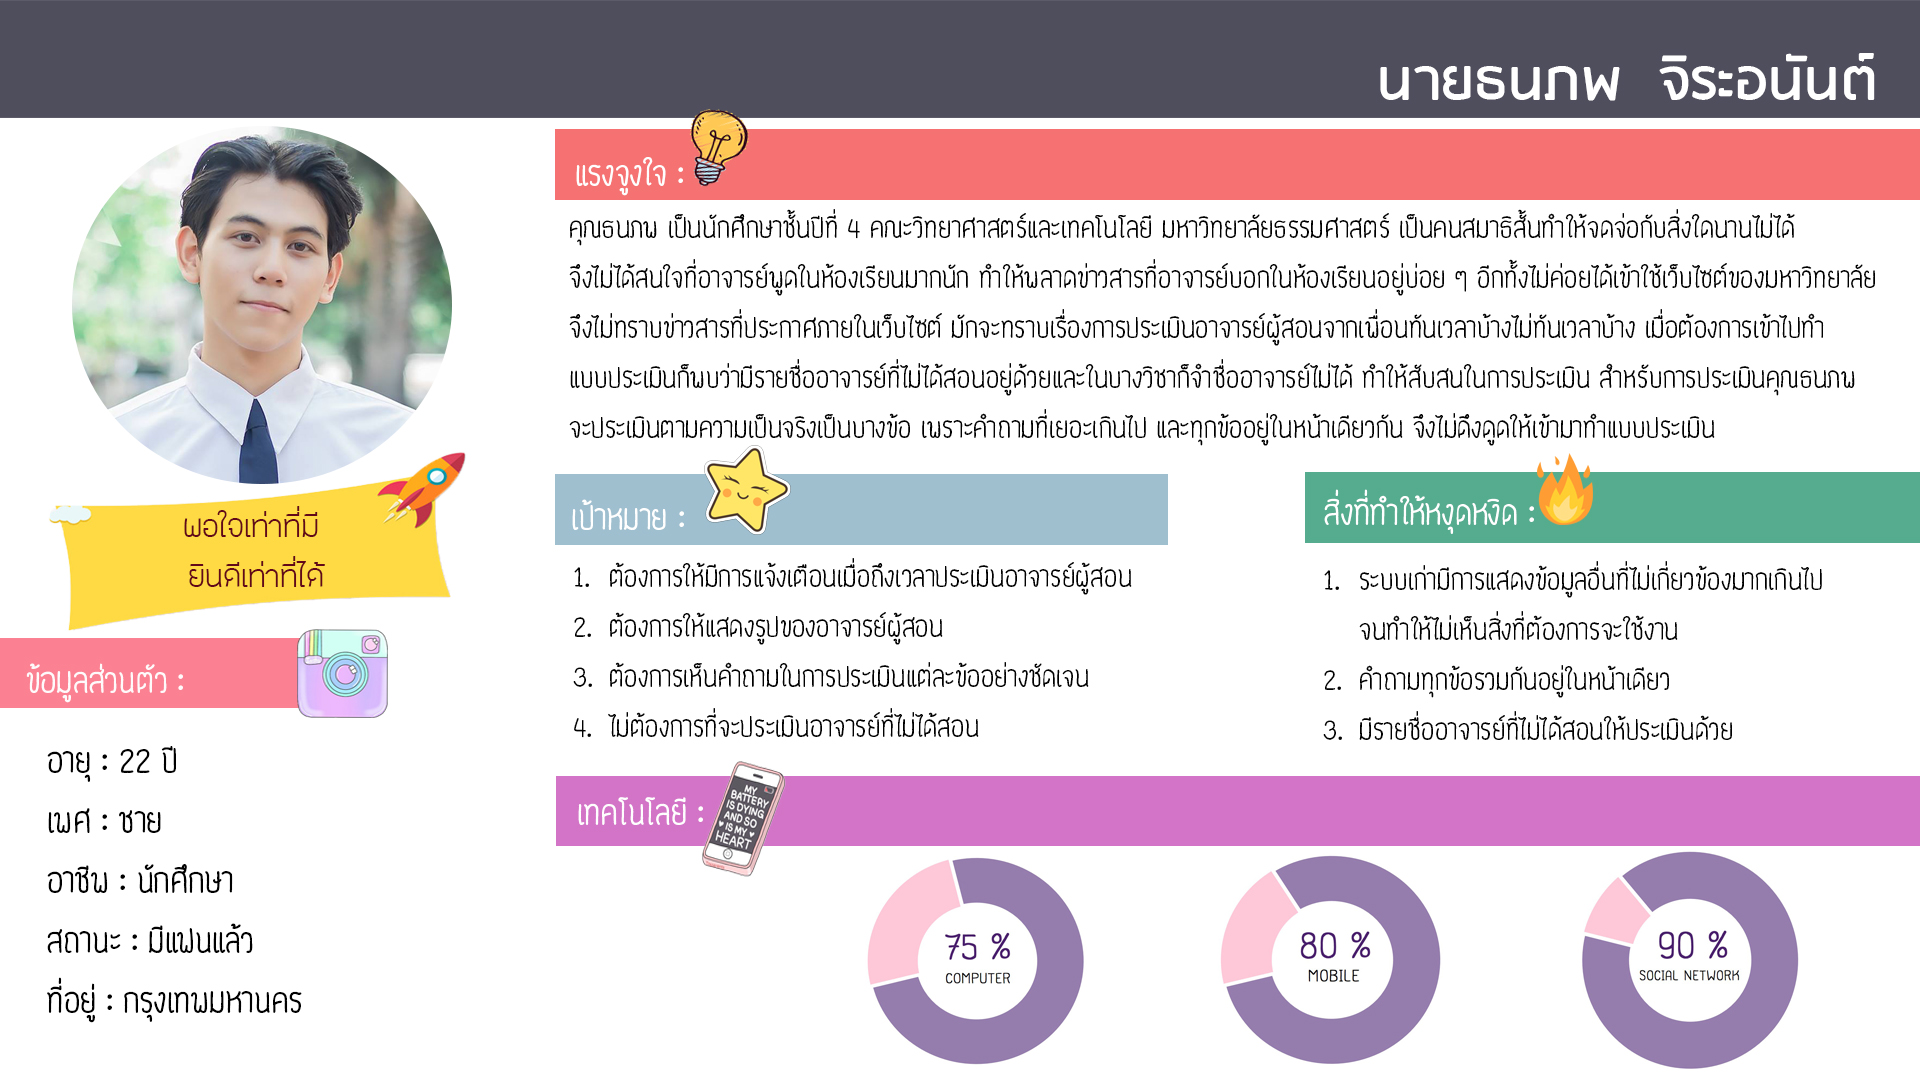 นายธนภพ จิระอนันต์
แรงจูงใจ :
คุณธนภพ เป็นนักศึกษาชั้นปีที่ 4 คณะวิทยาศาสตร์และเทคโนโลยี มหาวิทยาลัยธรรมศาสตร์ เป็นคนสมาธิสั้นทำให้จดจ่อกับสิ่งใดนานไม่ได้
จึงไม่ได้สนใจที่อาจารย์พูดในห้องเรียนมากนัก ทำให้พลาดข่าวสารที่อาจารย์บอกในห้องเรียนอยู่บ่อย ๆ อีกทั้งไม่ค่อยได้เข้าใช้เว็บไซต์ของมหาวิทยาลัย
จึงไม่ทราบข่าวสารที่ประกาศภายในเว็บไซต์ มักจะทราบเรื่องการประเมินอาจารย์ผู้สอนจากเพื่อนทันเวลาบ้างไม่ทันเวลาบ้าง เมื่อต้องการเข้าไปทำ
แบบประเมินก็พบว่ามีรายชื่ออาจารย์ที่ไม่ได้สอนอยู่ด้วยและในบางวิชาก็จำชื่ออาจารย์ไม่ได้ ทำให้สับสนในการประเมิน สำหรับการประเมินคุณธนภพ
จะประเมินตามความเป็นจริงเป็นบางข้อ เพราะคำถามที่เยอะเกินไป และทุกข้ออยู่ในหน้าเดียวกัน จึงไม่ดึงดูดให้เข้ามาทำแบบประเมิน
พอใจเท่าที่มี
ยินดีเท่าที่ได้
ข้อมูลส่วนตัว :
อายุ : 22 ปี
เพศ : ชาย
อาชีพ : นักศึกษา
สถานะ : มีแฟนแล้ว
ที่อยู่ : กรุงเทพมหานคร
เป้าหมาย :
1. ต้องการให้มีการแจ้งเตือนเมื่อถึงเวลาประเมินอาจารย์ผู้สอน
2. ต้องการให้แสดงรูปของอาจารย์ผู้สอน
3. ต้องการเห็นคำถามในการประเมินแต่ละข้ออย่างชัดเจน
4. ไม่ต้องการที่จะประเมินอาจารย์ที่ไม่ได้สอน
สิ่งที่ทำให้หงุดหงิด :
1. ระบบเก่ามีการแสดงข้อมูลอื่นที่ไม่เกี่ยวข้องมากเกินไป
จนทำให้ไม่เห็นสิ่งที่ต้องการจะใช้งาน
2. คำถามทุกข้อรวมกันอยู่ในหน้าเดียว
3. มีรายชื่ออาจารย์ที่ไม่ได้สอนให้ประเมินด้วย
เทคโนโลยี :
MY
BATTERY
IS DYING
AND SO
IS MY
HEART
75 %
COMPUTER
80 %
MOBILE
90 %
SOCIAL NETWORK